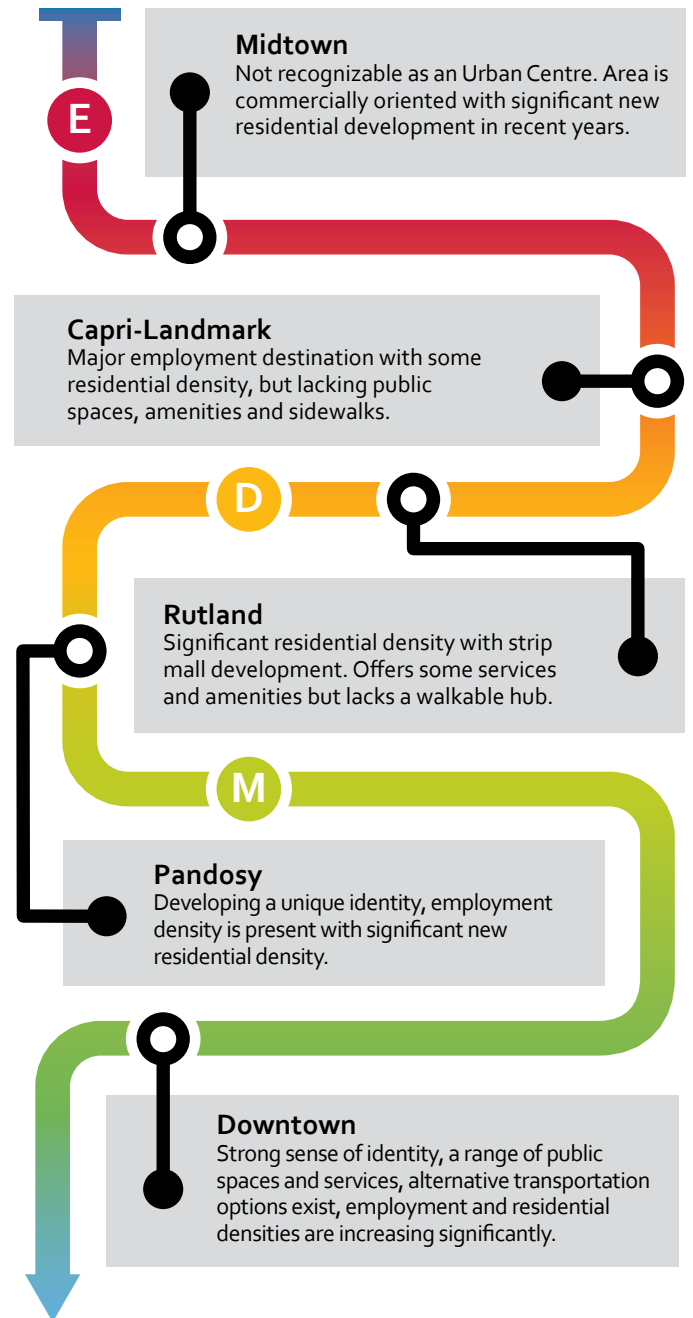 Midtown
Not recognizable as an Urban Centre. Area is
commercially oriented with significant new
residential development in recent years.
E
Capri-Landmark
Major employment destination with some
residential density, but lacking public
spaces, amenities and sidewalks.
D
Rutland
Significant residential density with strip
mall development. Offers some services
and amenities but lacks a walkable hub.
M
Pandosy
Developing a unique identity, employment
density is present with significant new
residential density.
Downtown
Strong sense of identity, a range of public
spaces and services, alternative transportation
options exist, employment and residential
densities are increasing significantly.